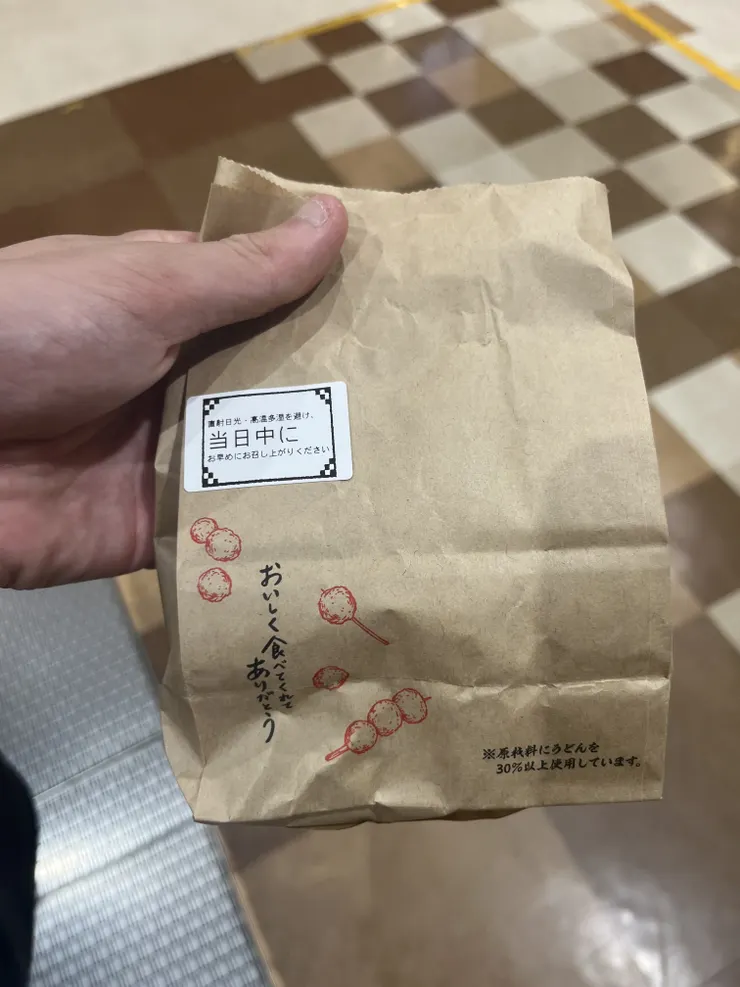 直射日光・高温多湿を避け、
当日中に
お早めにお召し上がりください
おいしく食べてくれて
ありがとう
※原材料にうどんを
30%以上使用しています。